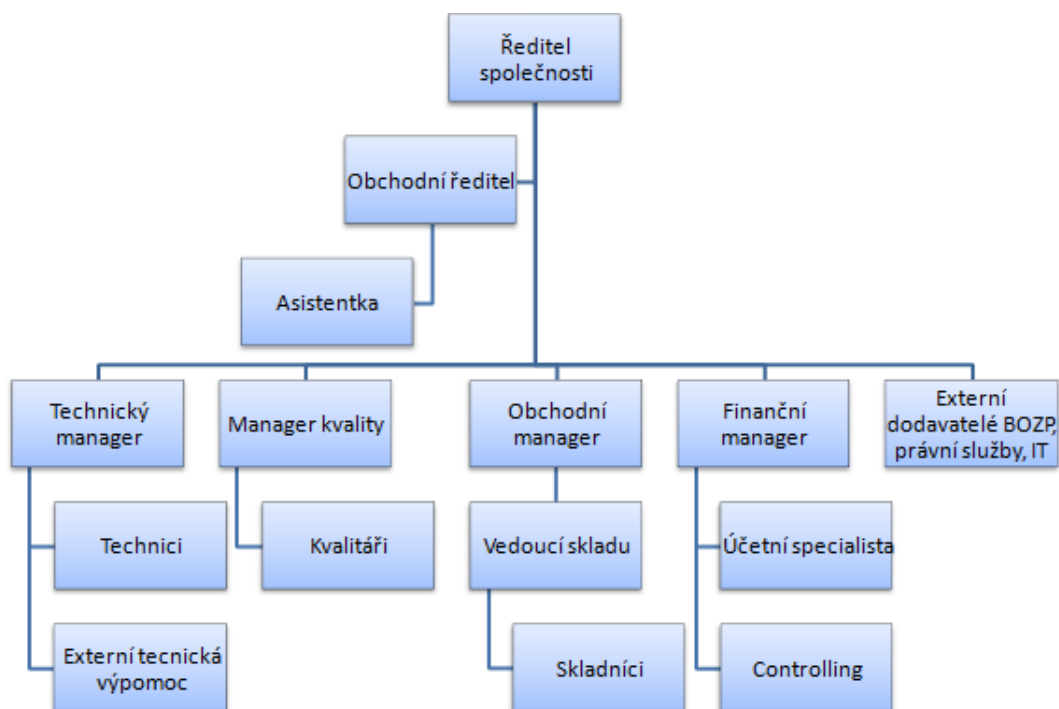 Ředitel
společnosti
Obchodní ředitel
Asistentka
Technický
manager
Manager kvality
Obchodní
manager
Finanční
manager
Externí
dodavatelé BOZP,
právní služby, IT
Technici
Kvalitáři
Vedoucí skladu
Účetní specialista
Externí tecnická
výpomoc
Skladníci
Controlling